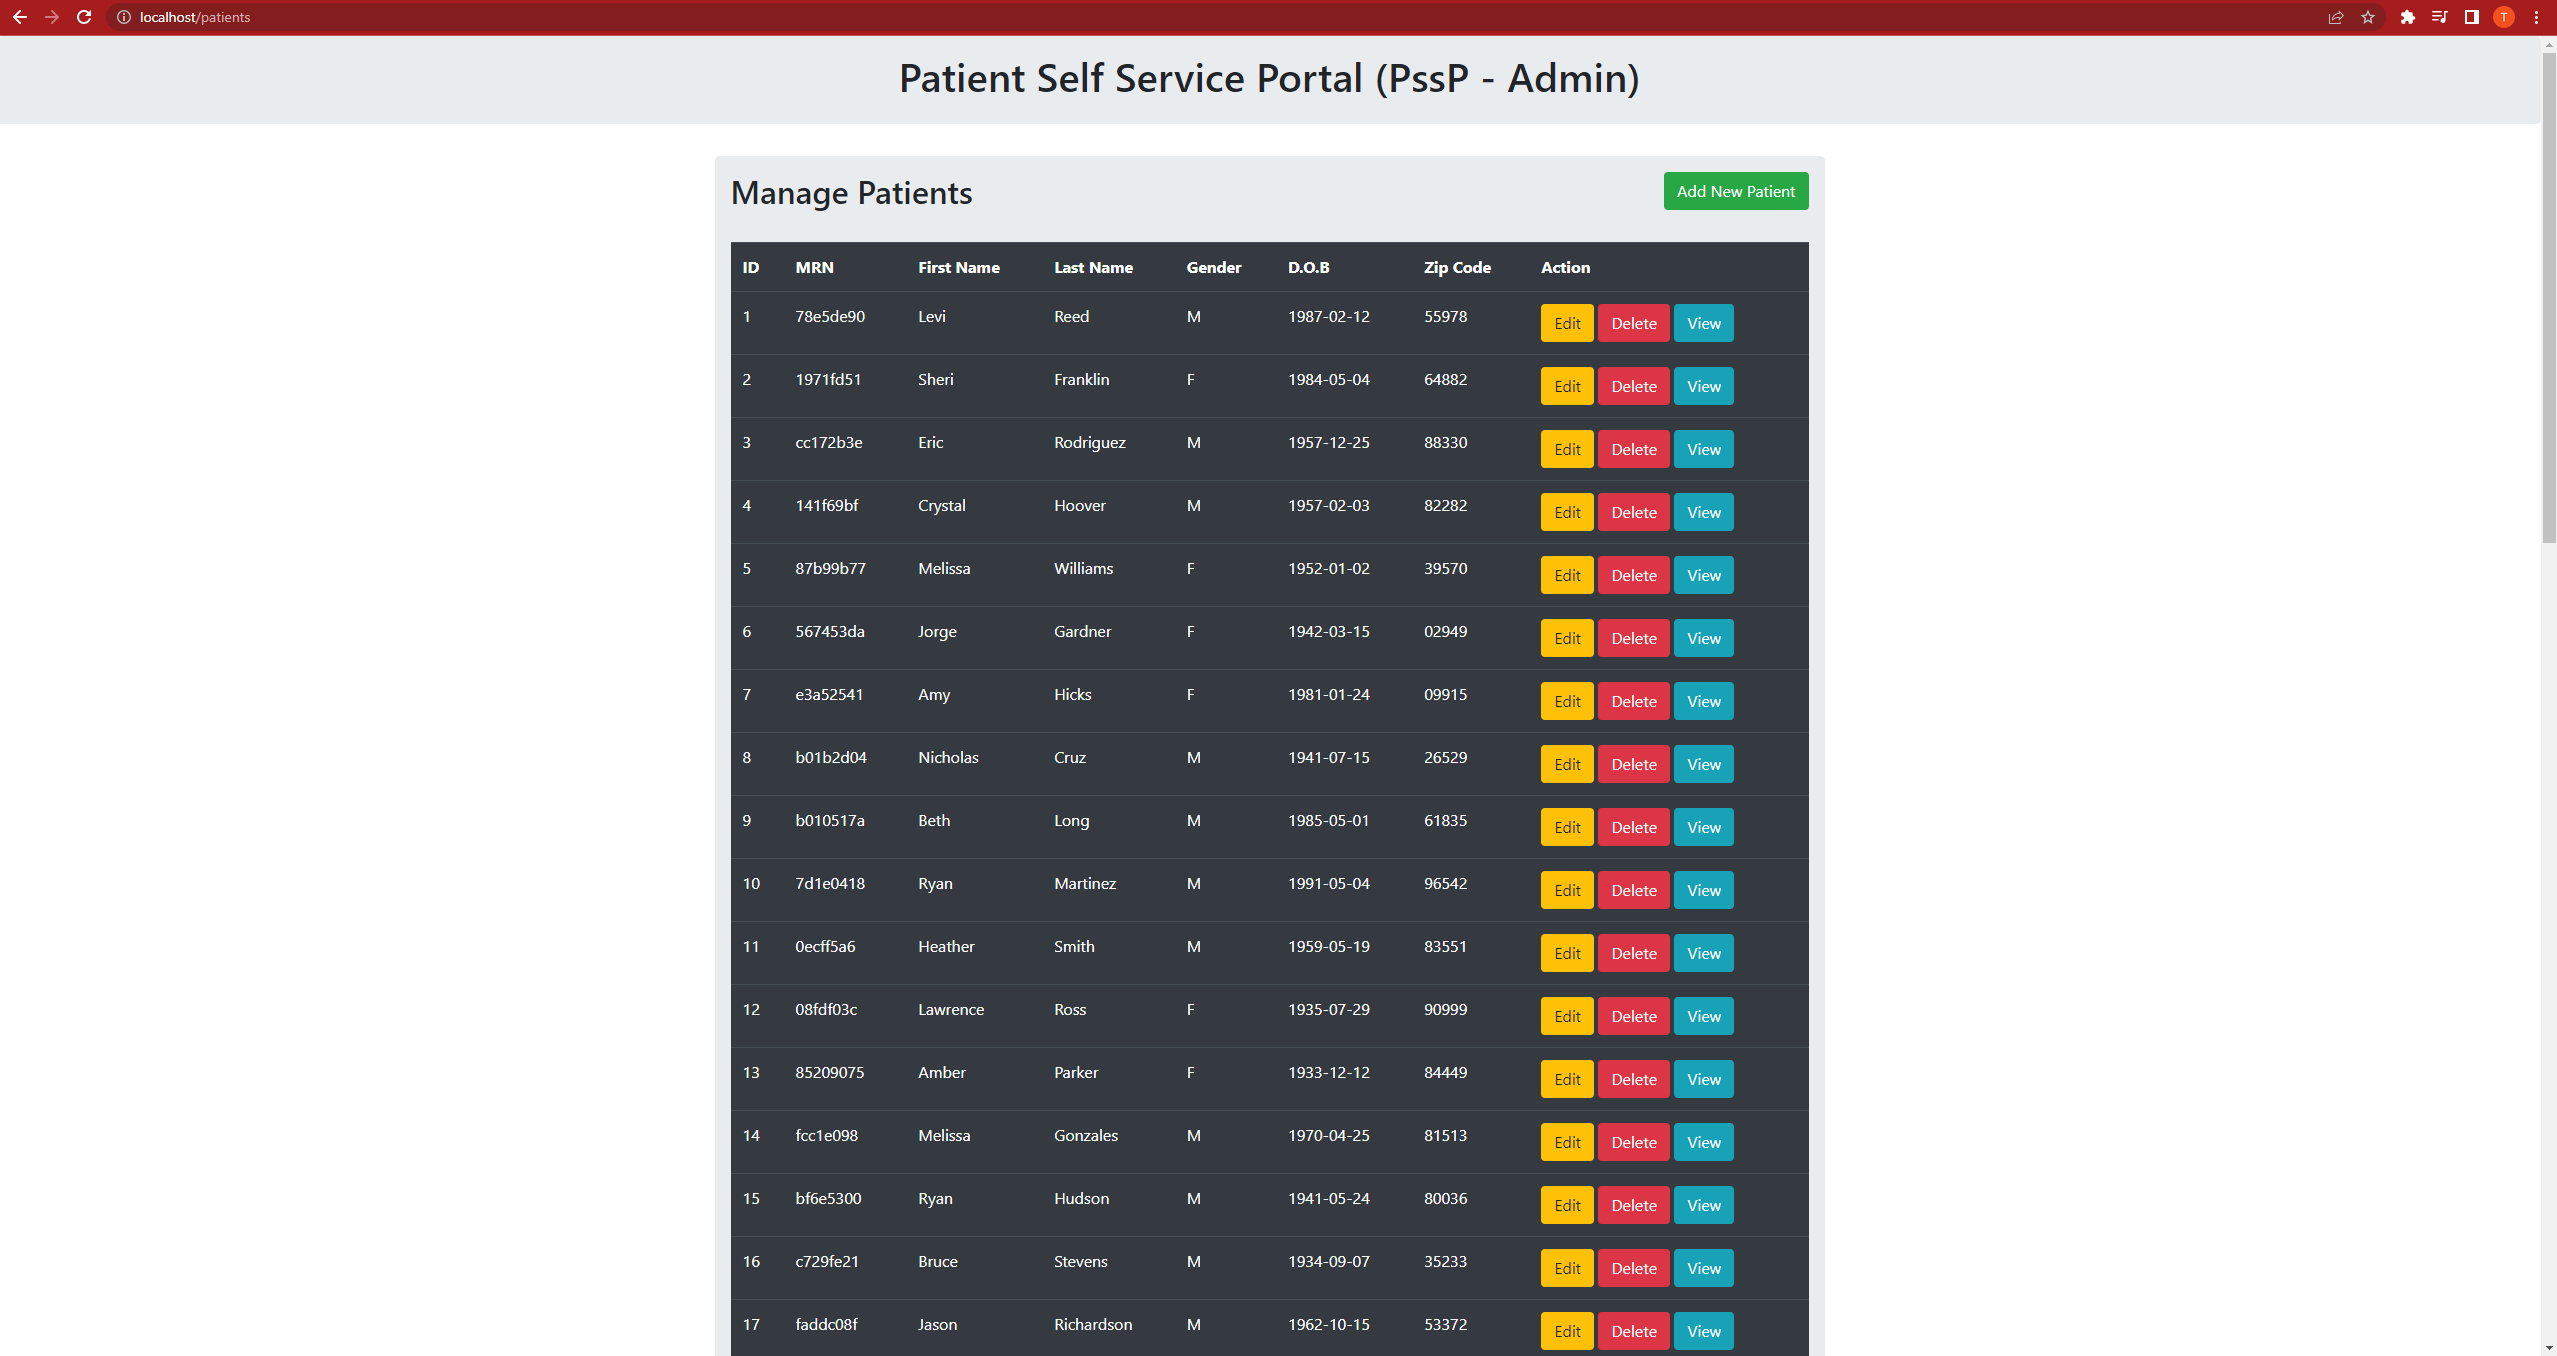 localhost/patients
T
Patient Self Service Portal (PssP - Admin)
Manage Patients
Add New Patient
ID MRN First Name Last Name Gender D.O.B Zip Code Action
1 78e5de90 Levi Reed M 1987-02-12 55978 Edit Delete View
2 1971fd51 Sheri Franklin F 1984-05-04 64882 Edit Delete View
3 cc172b3e Eric Rodriguez M 1957-12-25 88330 Edit Delete View
4 141f69bf Crystal Hoover M 1957-02-03 82282 Edit Delete View
5 87b99b77 Melissa Williams F 1952-01-02 39570 Edit Delete View
6 567453da Jorge Gardner F 1942-03-15 02949 Edit Delete View
7 e3a52541 Amy Hicks F 1981-01-24 09915 Edit Delete View
8 b01b2d04 Nicholas Cruz M 1941-07-15 26529 Edit Delete View
9 b010517a Beth Long M 1985-05-01 61835 Edit Delete View
10 7d1e0418 Ryan Martinez M 1991-05-04 96542 Edit Delete View
11 0ecff5a6 Heather Smith M 1959-05-19 83551 Edit Delete View
12 08fdf03c Lawrence Ross F 1935-07-29 90999 Edit Delete View
13 85209075 Amber Parker F 1933-12-12 84449 Edit Delete View
14 fcc1e098 Melissa Gonzales M 1970-04-25 81513 Edit Delete View
15 bf6e5300 Ryan Hudson M 1941-05-24 80036 Edit Delete View
16 c729fe21 Bruce Stevens M 1934-09-07 35233 Edit Delete View
17 faddc08f Jason Richardson M 1962-10-15 53372 Edit Delete View